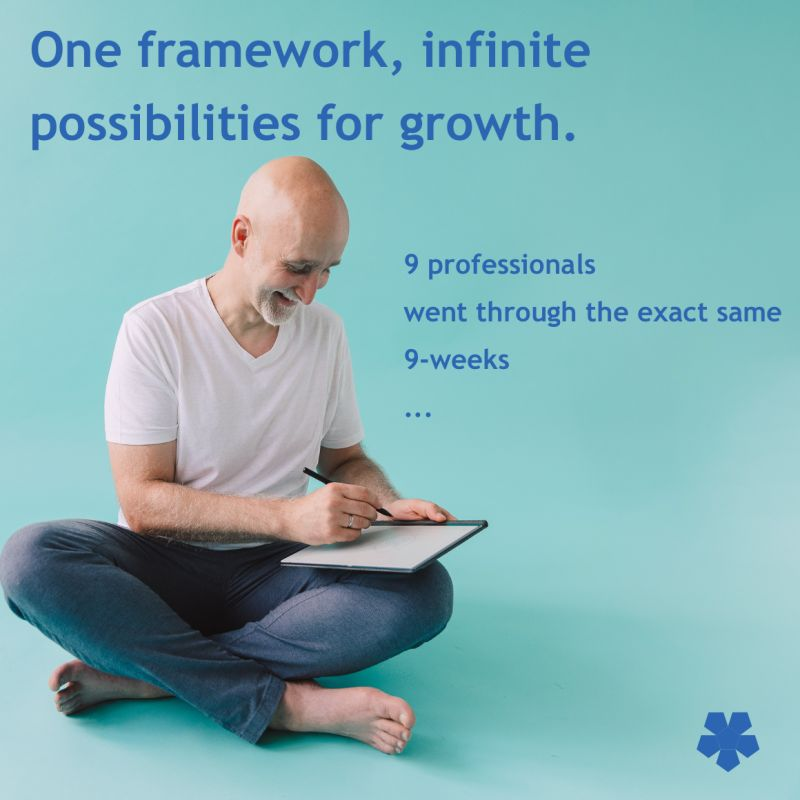 One framework, infinite
possibilities for growth.
9 professionals
went through the exact same
9-weeks
...